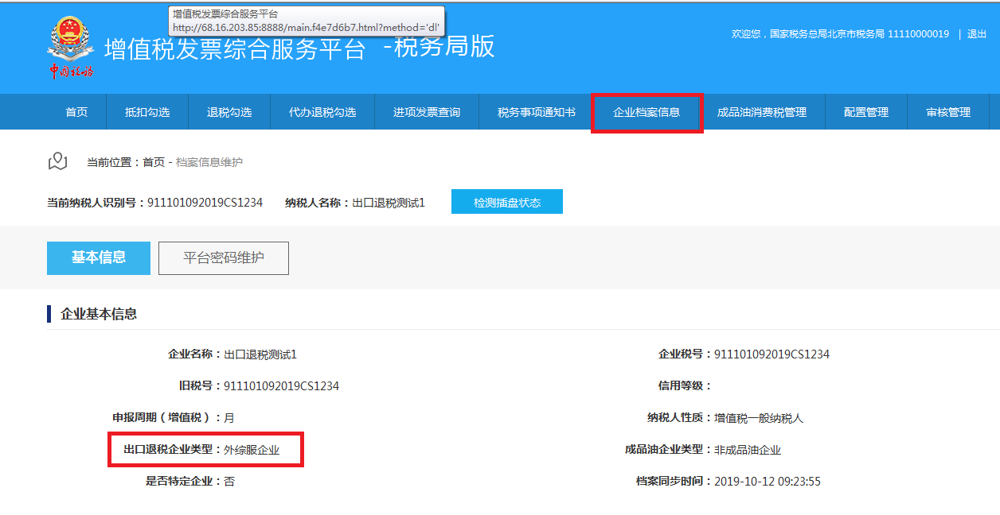 增值税发票综合服务平台
http://68.16.203.85:8888/main.f4e7d6b7.html?method='dl'
中国税务
增值税发票综合服务平台 -税务局版
欢迎您，国家税务总局北京市税务局 11110000019 | 退出
首页 抵扣勾选 退税勾选 代办退税勾选 进项发票查询 税务事项通知书 企业档案信息 成品油消费税管理 配置管理 审核管理
当前位置：首页 - 档案信息维护
当前纳税人识别号：911101092019CS1234 纳税人名称：出口退税测试1 检测插盘状态
基本信息 平台密码维护
企业基本信息
企业名称：出口退税测试1 企业税号：911101092019CS1234
旧税号：911101092019CS1234 信用等级：
申报周期（增值税）：月 纳税人性质：增值税一般纳税人
出口退税企业类型：外综服企业 成品油企业类型：非成品油企业
是否特定企业：否 档案同步时间：2019-10-12 09:23:55